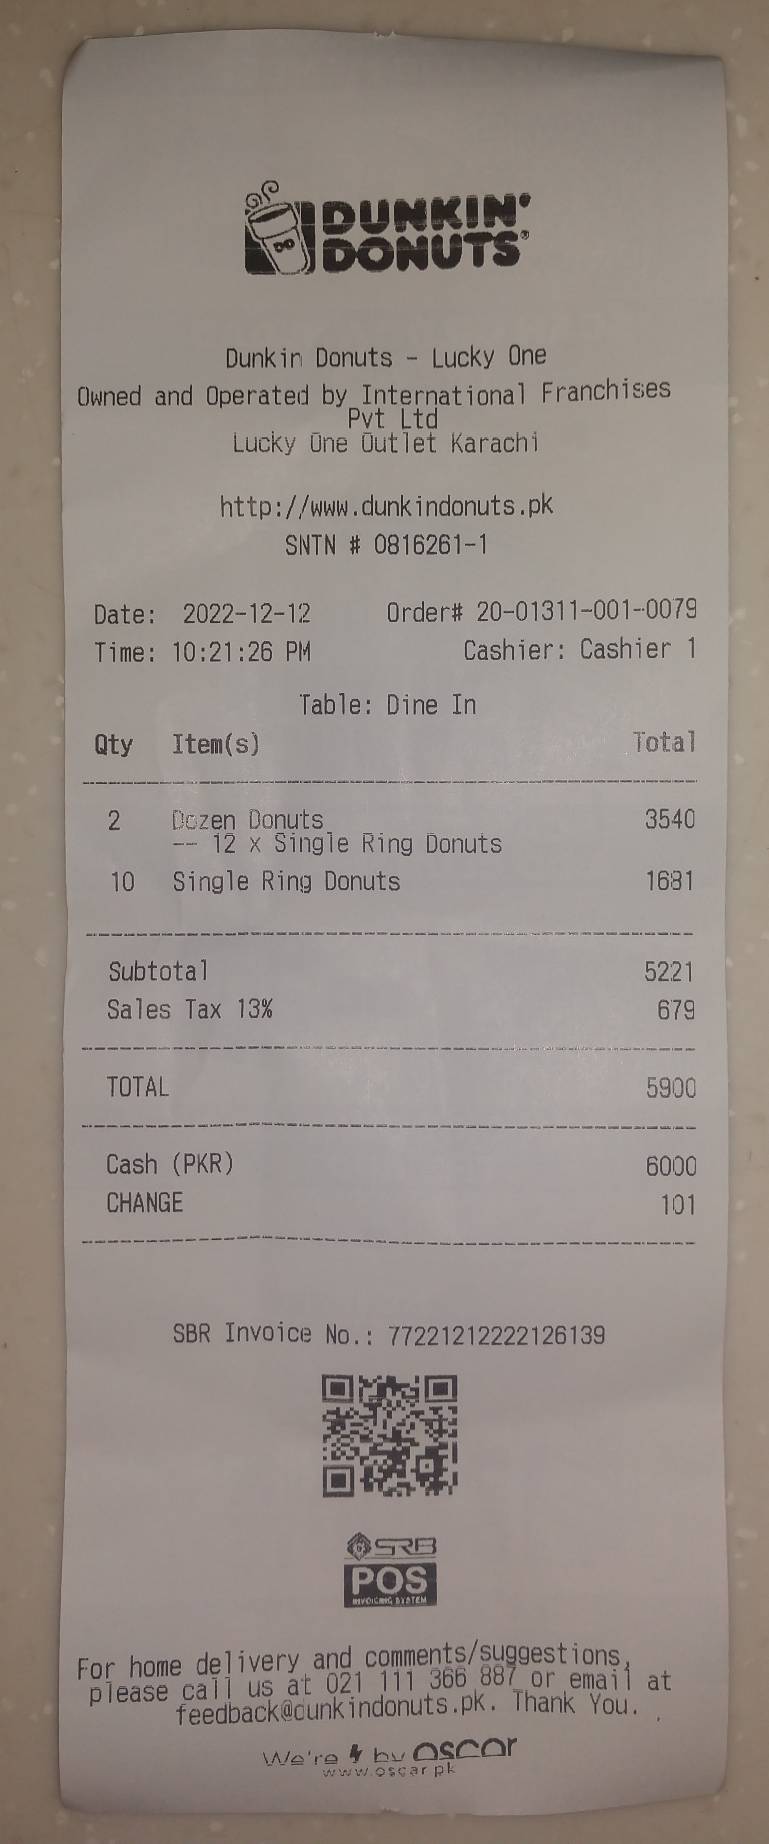 DUNKIN'
DONUTS®
Dunkin Donuts - Lucky One
Owned and Operated by International Franchises
Pvt Ltd
Lucky One Outlet Karachi
http://www.dunkindonuts.pk
SNTN # 0816261-1
Date: 2022-12-12 Order# 20-01311-001-0079
Time: 10:21:26 PM Cashier: Cashier 1
Table: Dine In
Qty Item(s) Total
2 Dozen Donuts 3540
-- 12 x Single Ring Donuts
10 Single Ring Donuts 1681
Subtotal 5221
Sales Tax 13% 679
TOTAL 5900
Cash (PKR) 6000
CHANGE 101
SBR Invoice No.: 77221212222126139
SRB
POS
INVOICING SYSTEM
For home delivery and comments/suggestions,
please call us at 021 111 366 887 or email at
feedback@dunkindonuts.pk. Thank You.
We're by oscar
www.oscar.pk